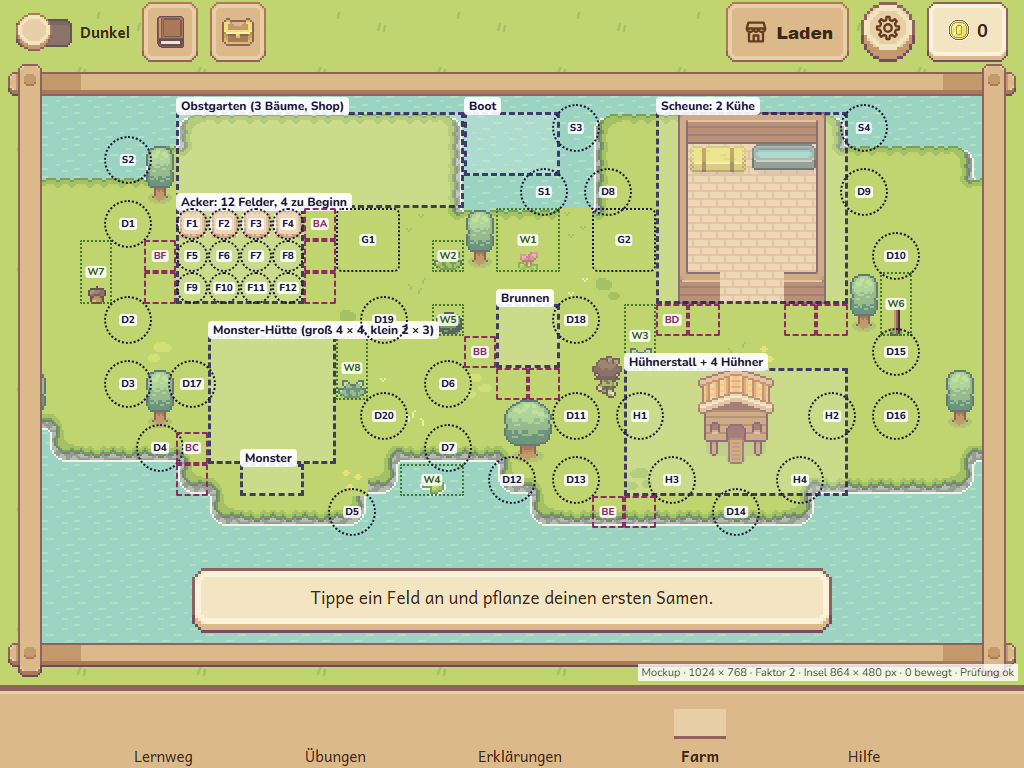 Dunkel
Laden
0
Obstgarten (3 Bäume, Shop)
Boot
Scheune: 2 Kühe
S3
S4
S2
S1
D8
D9
Acker: 12 Felder, 4 zu Beginn
D1
F1
F2
F3
F4
BA
G1
W1
G2
BF
F5
F6
F7
F8
W2
D10
W7
F9
F10
F11
F12
Brunnen
W6
D2
D19
W5
D18
BD
Monster-Hütte (groß 4 × 4, klein 2 × 3)
W3
BB
D15
Hühnerstall + 4 Hühner
W8
D3
D17
D6
D20
D11
H1
H2
D16
D4
BC
D7
Monster
W4
D12
D13
H3
H4
D5
BE
D14
Tippe ein Feld an und pflanze deinen ersten Samen.
Mockup · 1024 × 768 · Faktor 2 · Insel 864 × 480 px · 0 bewegt · Prüfung ok
Lernweg
Übungen
Erklärungen
Farm
Hilfe